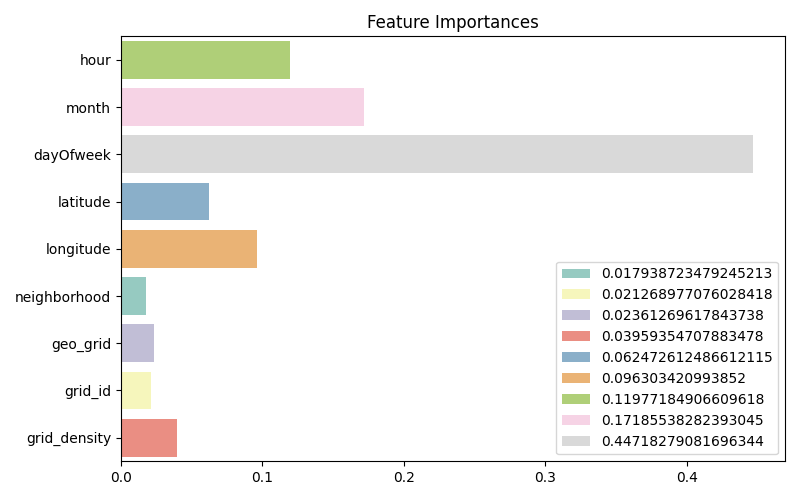 Feature Importances
hour
month
dayOfweek
latitude
longitude
neighborhood
geo_grid
grid_id
grid_density
0.017938723479245213
0.021268977076028418
0.02361269617843738
0.03959354707883478
0.062472612486612115
0.096303420993852
0.11977184906609618
0.17185538282393045
0.44718279081696344
0.0 0.1 0.2 0.3 0.4